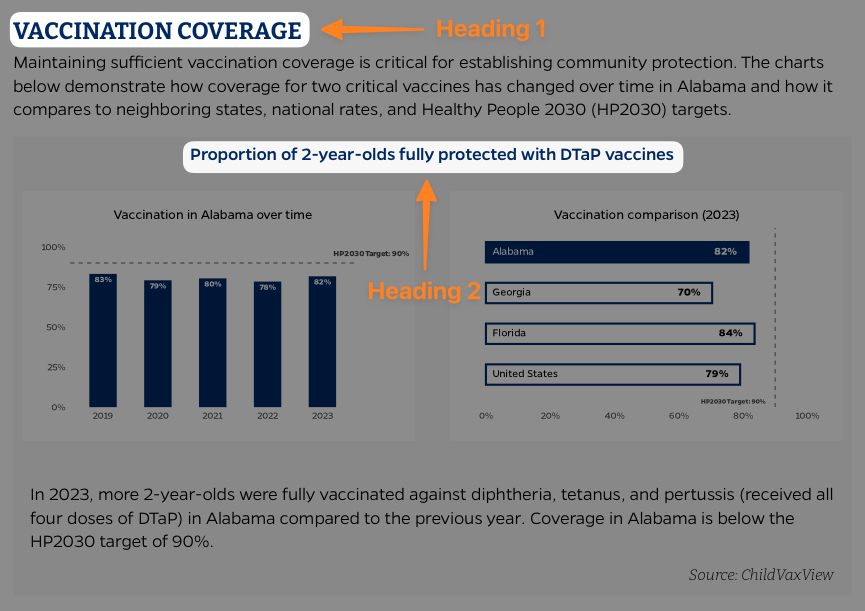 VACCINATION COVERAGE
Heading 1
Maintaining sufficient vaccination coverage is critical for establishing community protection. The charts
below demonstrate how coverage for two critical vaccines has changed over time in Alabama and how it
compares to neighboring states, national rates, and Healthy People 2030 (HP2030) targets.
Proportion of 2-year-olds fully protected with DTaP vaccines
Heading 2
Vaccination in Alabama over time
100%
HP2030 Target: 90%
75%
50%
25%
0%
83%
79%
80%
78%
82%
2019
2020
2021
2022
2023
Vaccination comparison (2023)
Alabama 82%
Georgia 70%
Florida 84%
United States 79%
HP2030 Target: 90%
0%
20%
40%
60%
80%
100%
In 2023, more 2-year-olds were fully vaccinated against diphtheria, tetanus, and pertussis (received all
four doses of DTaP) in Alabama compared to the previous year. Coverage in Alabama is below the
HP2030 target of 90%.
Source: ChildVaxView